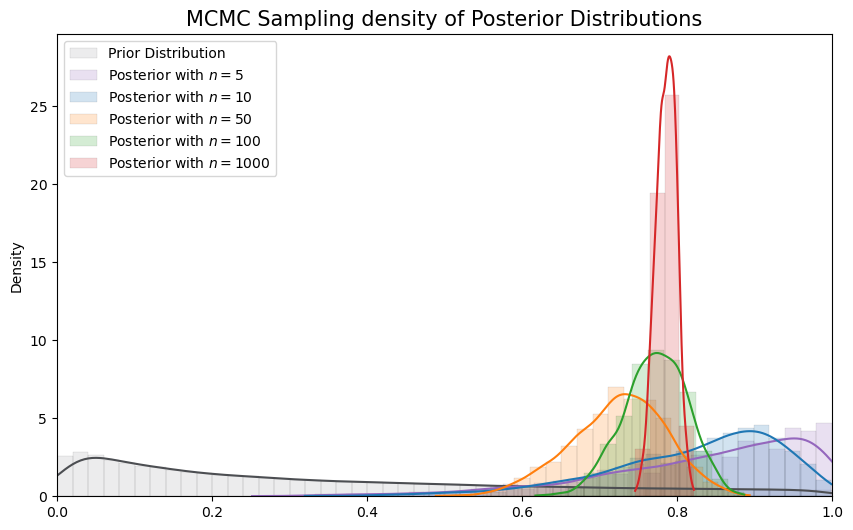 MCMC Sampling density of Posterior Distributions
Prior Distribution
Posterior with n = 5
Posterior with n = 10
Posterior with n = 50
Posterior with n = 100
Posterior with n = 1000
Density
25
20
15
10
5
0
0.0 0.2 0.4 0.6 0.8 1.0